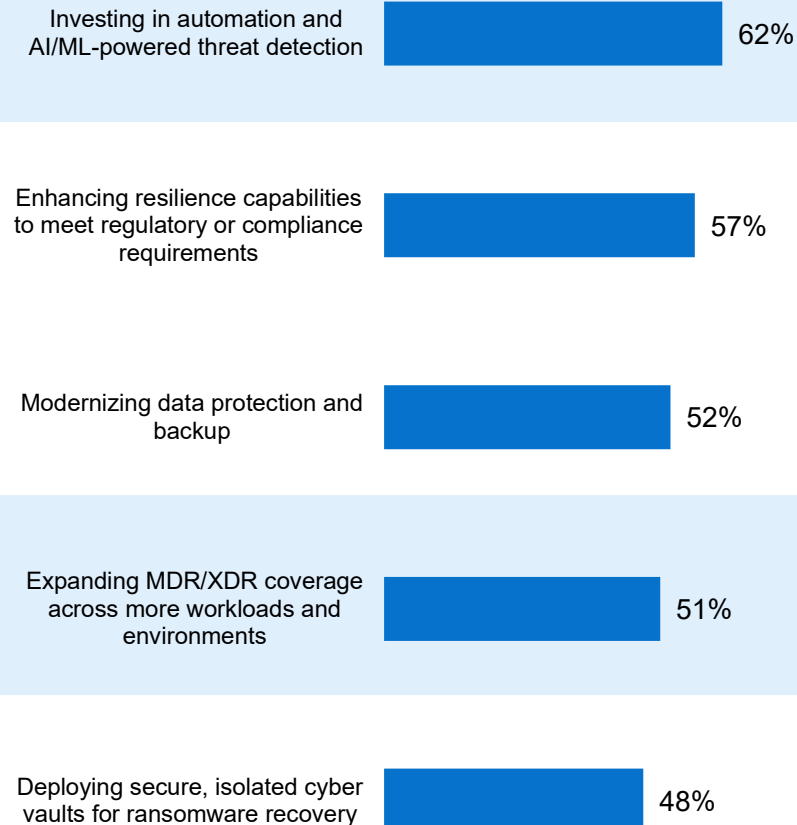 Investing in automation and
AI/ML-powered threat detection
62%
Enhancing resilience capabilities
to meet regulatory or compliance
requirements
57%
Modernizing data protection and
backup
52%
Expanding MDR/XDR coverage
across more workloads and
environments
51%
Deploying secure, isolated cyber
vaults for ransomware recovery
48%